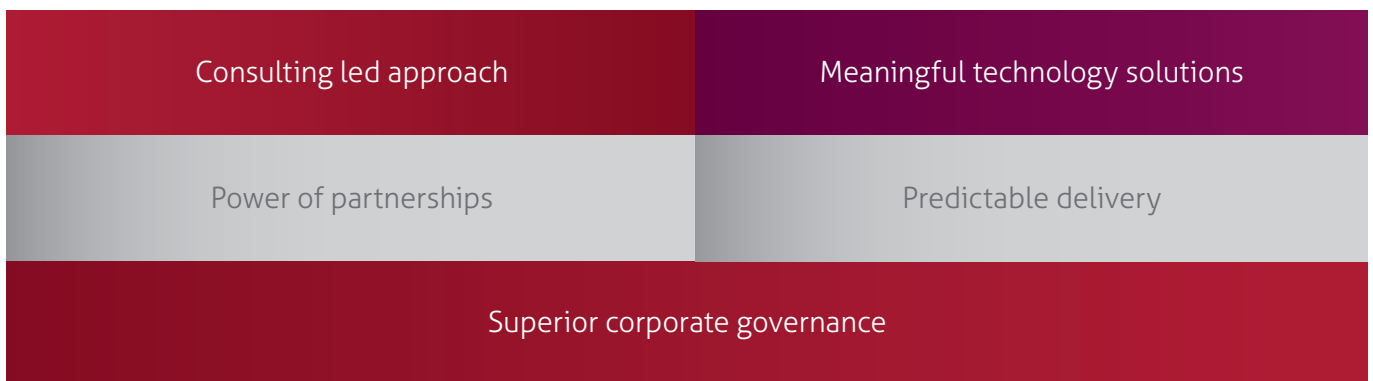 Consulting led approach
Meaningful technology solutions
Power of partnerships
Predictable delivery
Superior corporate governance